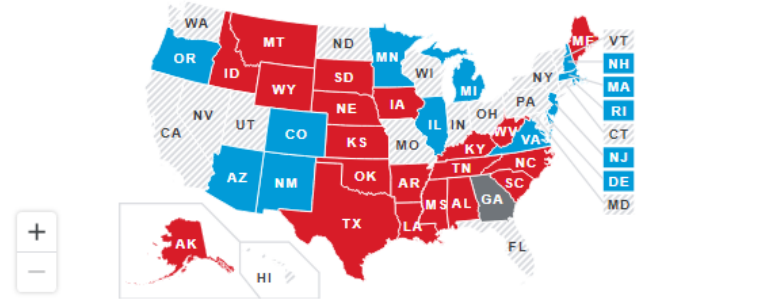 WA
MT
ND
MN
ME
VT
OR
ID
SD
WI
MI
NY
NH
WY
MA
NE
IA
PA
RI
NV
UT
CO
IL
IN
OH
WV
VA
CT
CA
KS
MO
KY
NJ
AZ
NM
OK
AR
TN
NC
DE
SC
MD
TX
LA
MS
AL
GA
AK
FL
HI
+
−